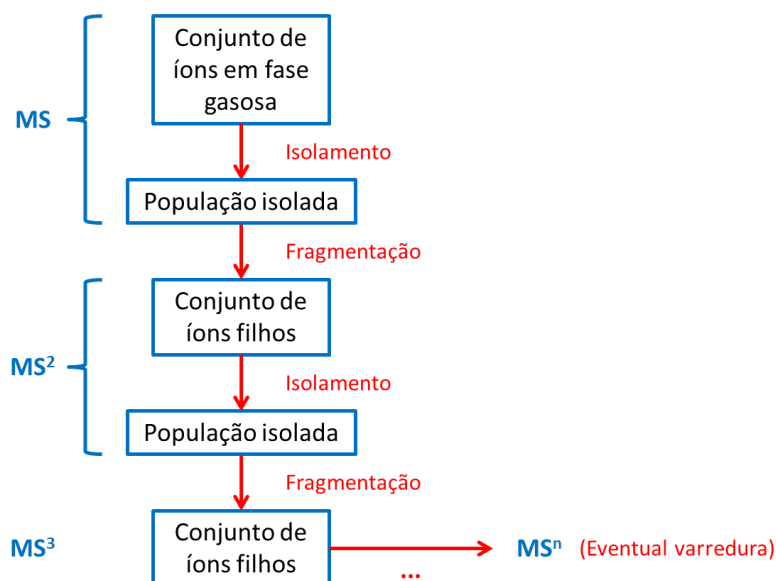 Conjunto de
íons em fase
gasosa
MS
Isolamento
População isolada
Fragmentação
Conjunto de
íons filhos
MS²
Isolamento
População isolada
Fragmentação
MS³
Conjunto de
íons filhos
MSⁿ (Eventual varredura)
...